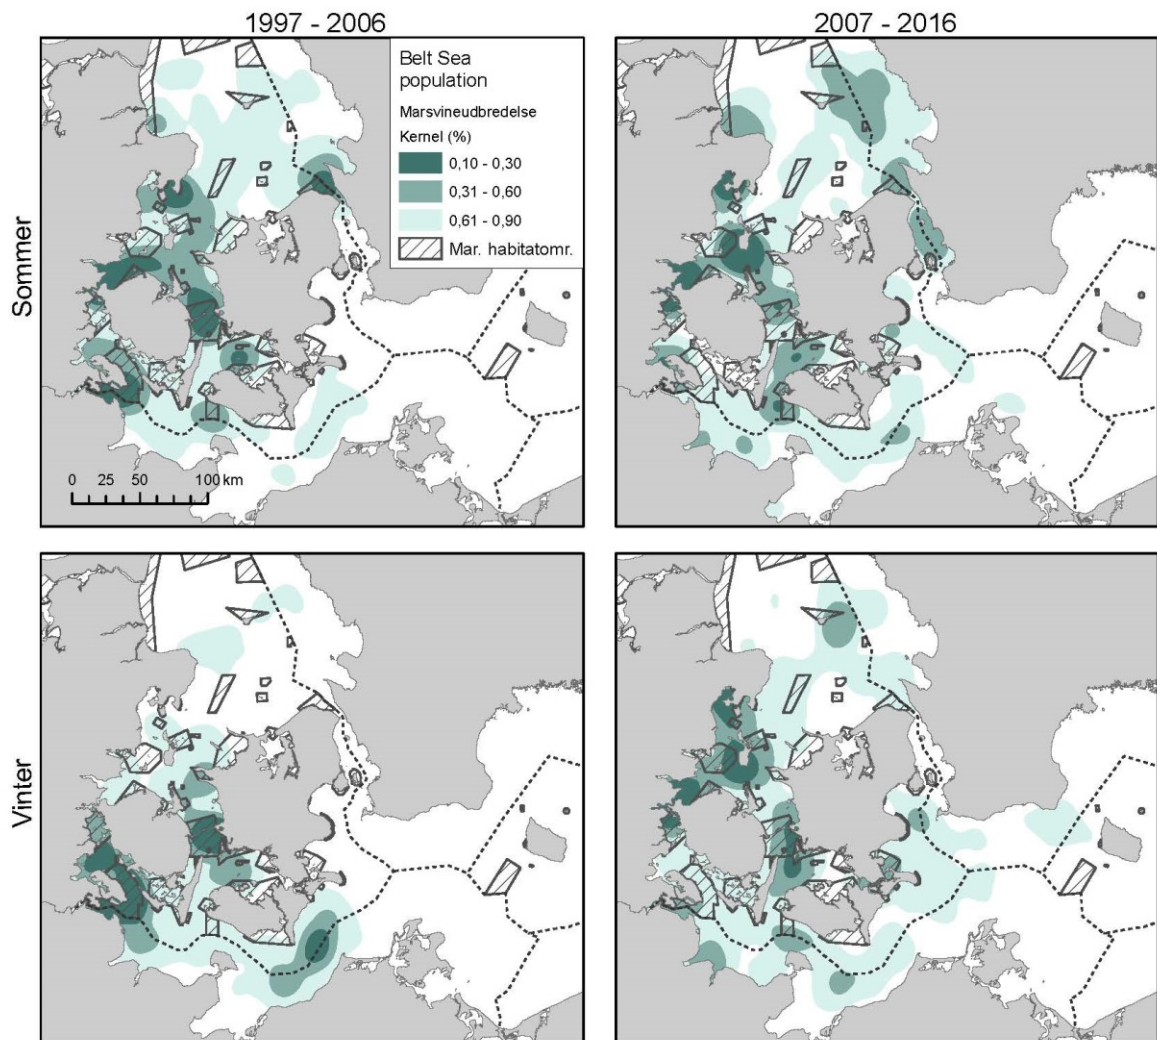 1997 - 2006
2007 - 2016
Sommer
Belt Sea
population
Marsvineudbredelse
Kernel (%)
0,10 - 0,30
0,31 - 0,60
0,61 - 0,90
Mar. habitatomr.
0 25 50 100 km
Vinter